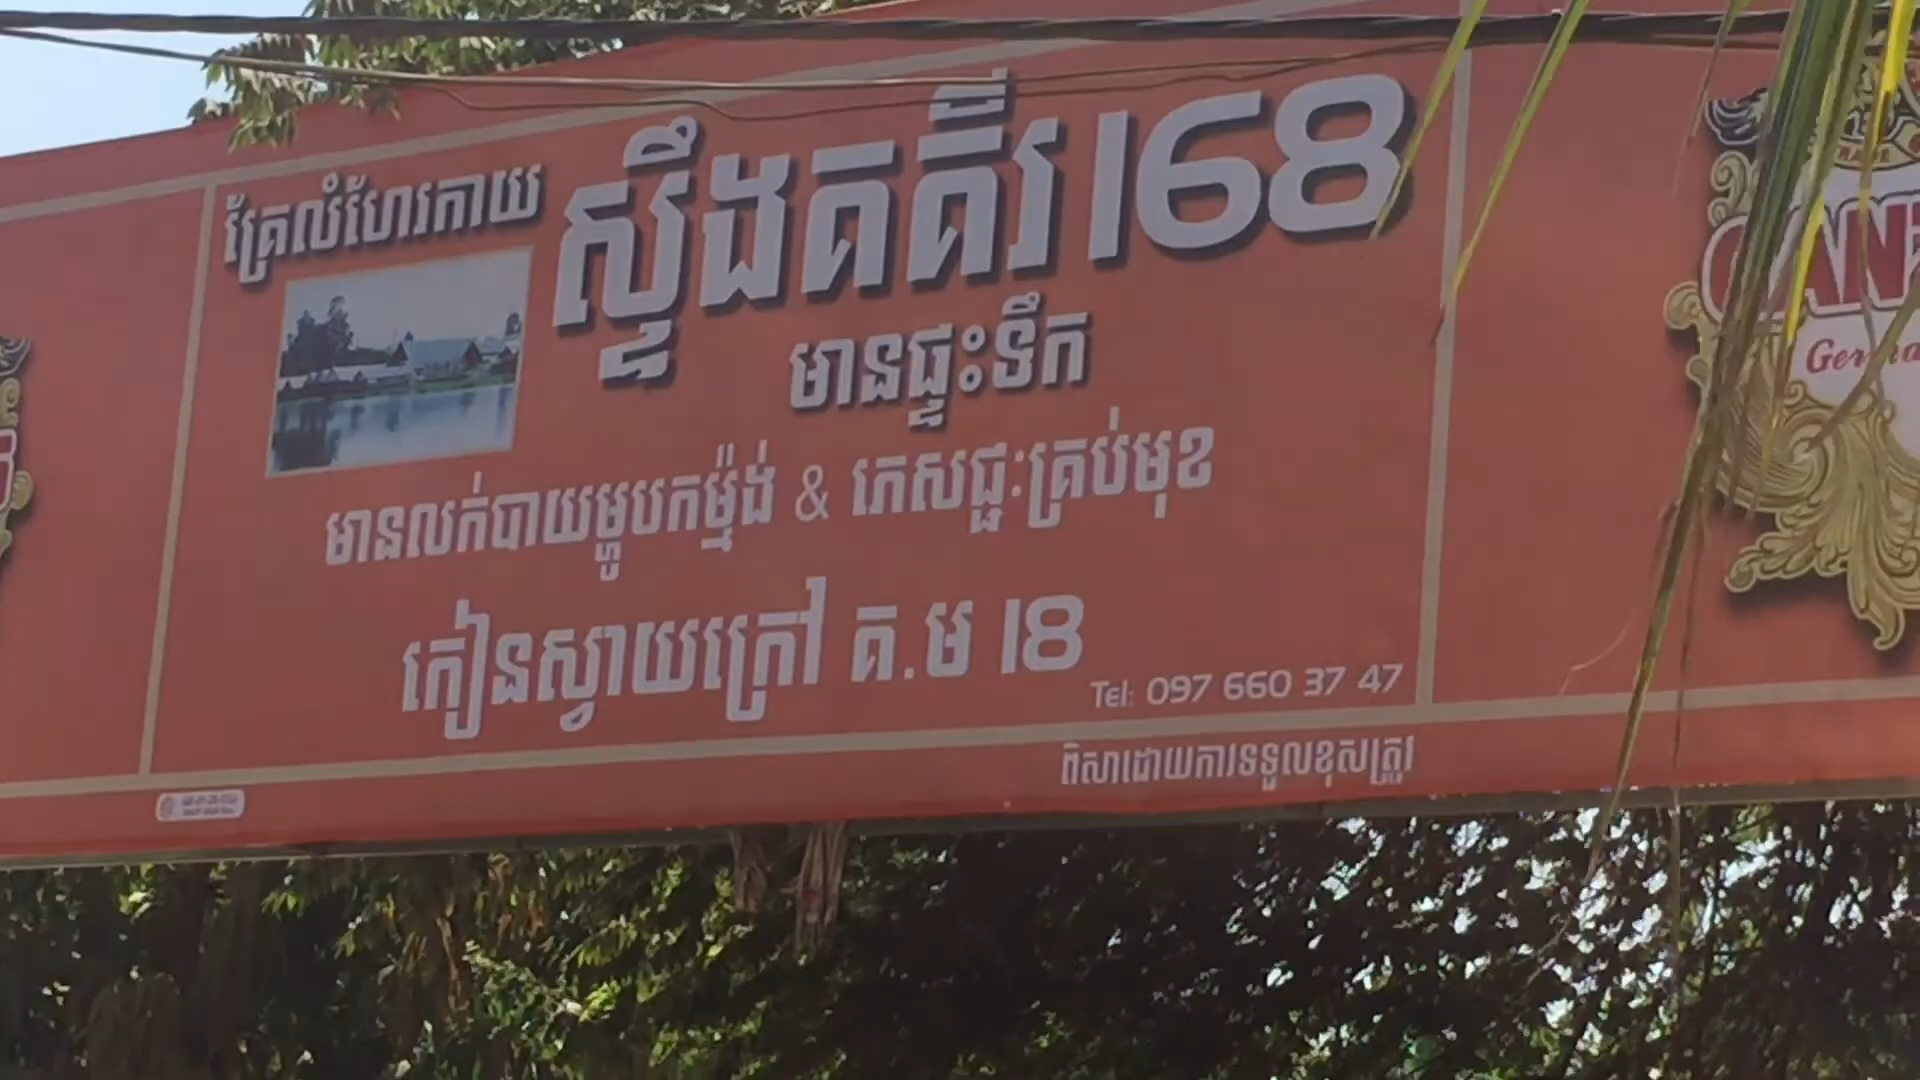 គ្រែលំហែរកាយ
ស្ទឹងគគីរ 168
មានផ្ទះទឹក
មានលក់បាយម្ហូបកម្ម៉ង់ & ភេសជ្ជៈគ្រប់មុខ
កៀនស្វាយក្រៅ គ.ម 18
Tel: 097 660 37 47
ពិសាដោយការទទួលខុសត្រូវ